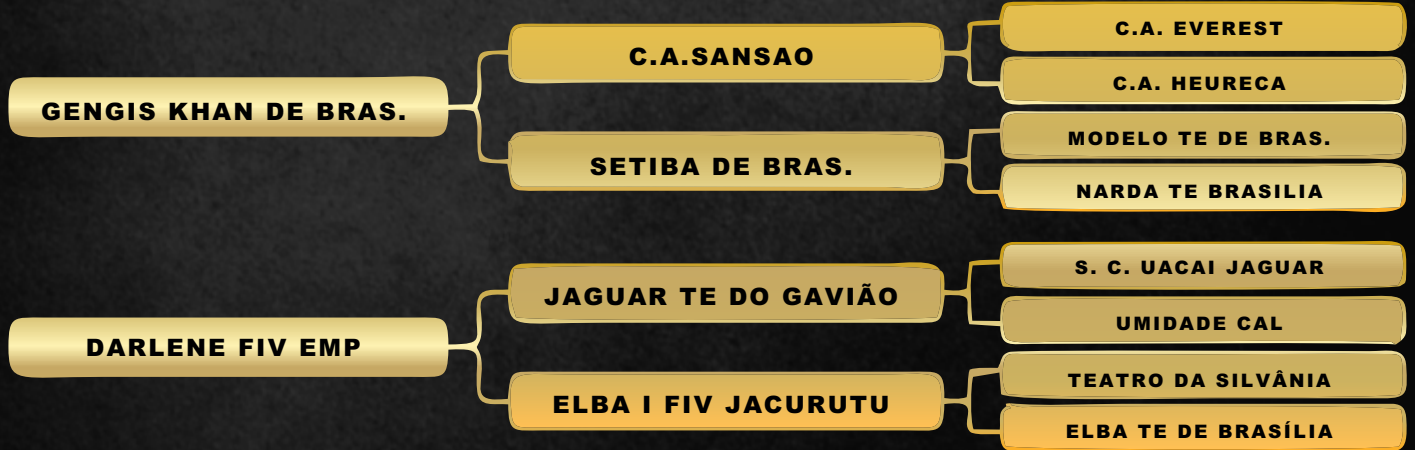 C.A. EVEREST
C.A.SANSAO
C.A. HEURECA
GENGIS KHAN DE BRAS.
MODELO TE DE BRAS.
SETIBA DE BRAS.
NARDA TE BRASILIA
S. C. UACAI JAGUAR
JAGUAR TE DO GAVIÃO
UMIDADE CAL
DARLENE FIV EMP
TEATRO DA SILVÂNIA
ELBA I FIV JACURUTU
ELBA TE DE BRASÍLIA